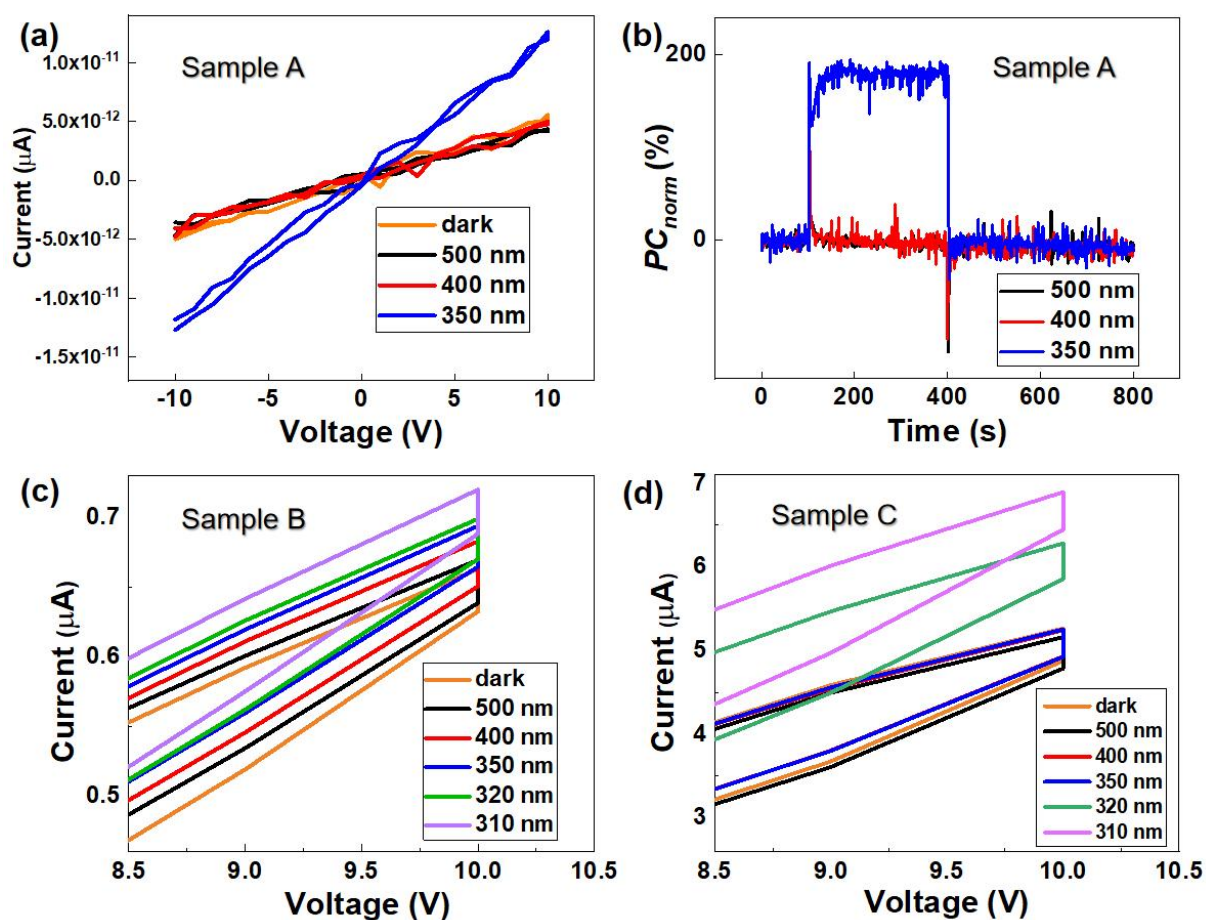 (a)
Sample A
Current (μA)
1.0x10⁻¹¹
5.0x10⁻¹²
0.0
-5.0x10⁻¹²
-1.0x10⁻¹¹
-1.5x10⁻¹¹
dark
500 nm
400 nm
350 nm
-10 -5 0 5 10
Voltage (V)
(b)
Sample A
PCnorm (%)
200
0
500 nm
400 nm
350 nm
0 200 400 600 800
Time (s)
(c)
Sample B
Current (μA)
0.7
0.6
0.5
dark
500 nm
400 nm
350 nm
320 nm
310 nm
8.5 9.0 9.5 10.0 10.5
Voltage (V)
(d)
Sample C
Current (μA)
7
6
5
4
3
dark
500 nm
400 nm
350 nm
320 nm
310 nm
8.5 9.0 9.5 10.0 10.5
Voltage (V)